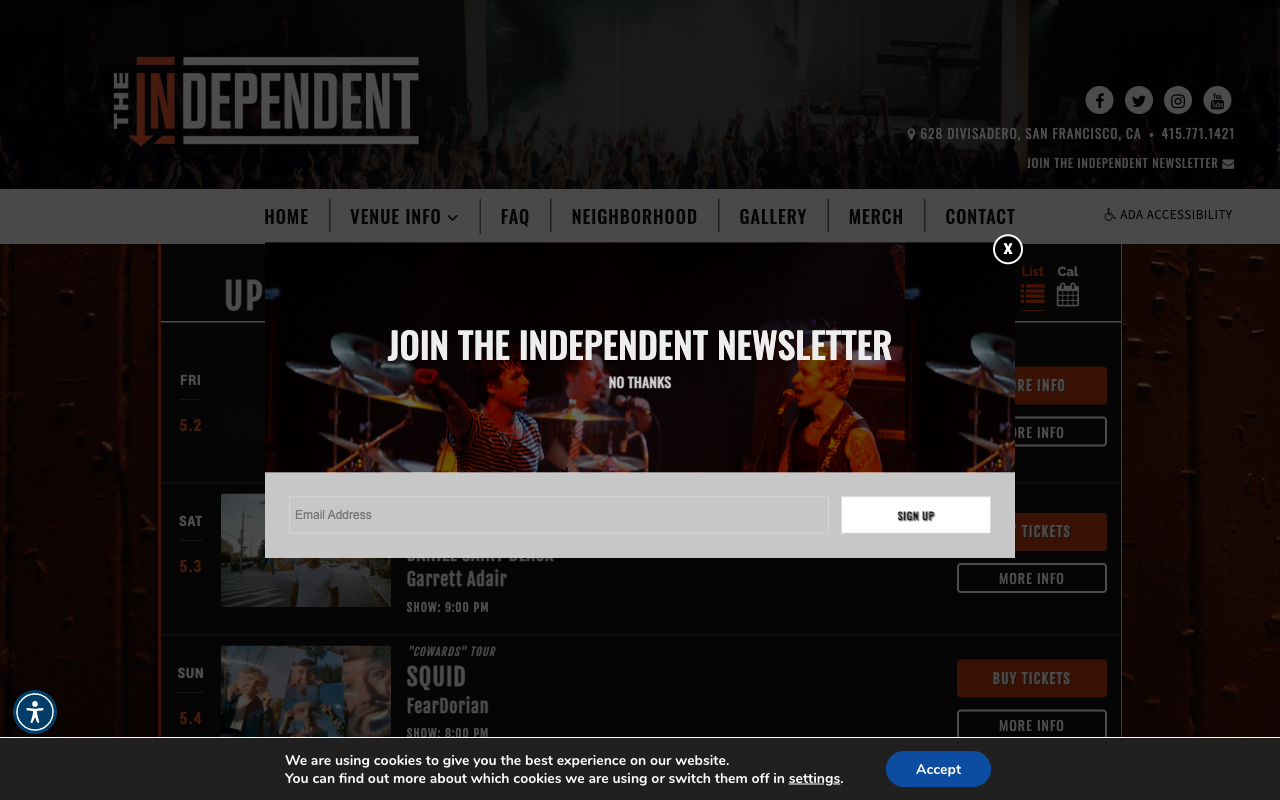 THE INDEPENDENT
628 DIVISADERO, SAN FRANCISCO, CA • 415.771.1421
JOIN THE INDEPENDENT NEWSLETTER
HOME
VENUE INFO
FAQ
NEIGHBORHOOD
GALLERY
MERCH
CONTACT
ADA ACCESSIBILITY
X
UP
List
Cal
JOIN THE INDEPENDENT NEWSLETTER
NO THANKS
FRI
5.2
RE INFO
ORE INFO
Email Address
SIGN UP
SAT
5.3
DANIEL SAINT BLACK
Garrett Adair
SHOW: 9:00 PM
Y TICKETS
MORE INFO
SUN
5.4
"COWARDS" TOUR
SQUID
FearDorian
SHOW: 8:00 PM
BUY TICKETS
MORE INFO
We are using cookies to give you the best experience on our website.
You can find out more about which cookies we are using or switch them off in settings.
Accept